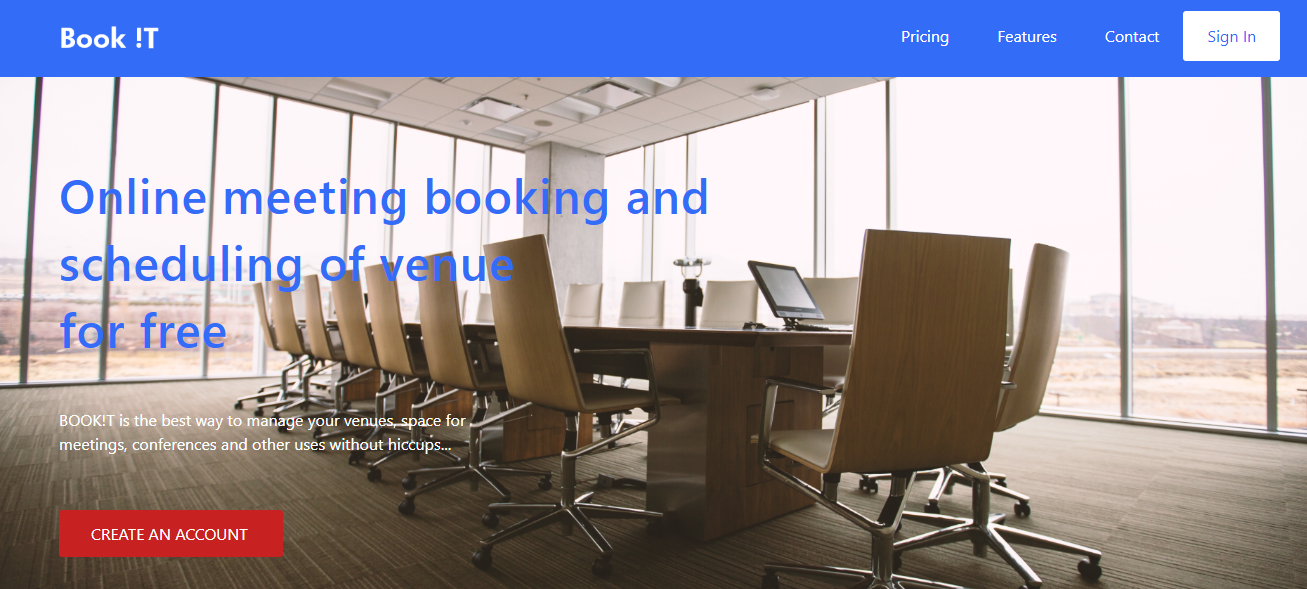 Book !T
Pricing
Features
Contact
Sign In
Online meeting booking and
scheduling of venue
for free
BOOK!T is the best way to manage your venues, space for
meetings, conferences and other uses without hiccups...
CREATE AN ACCOUNT